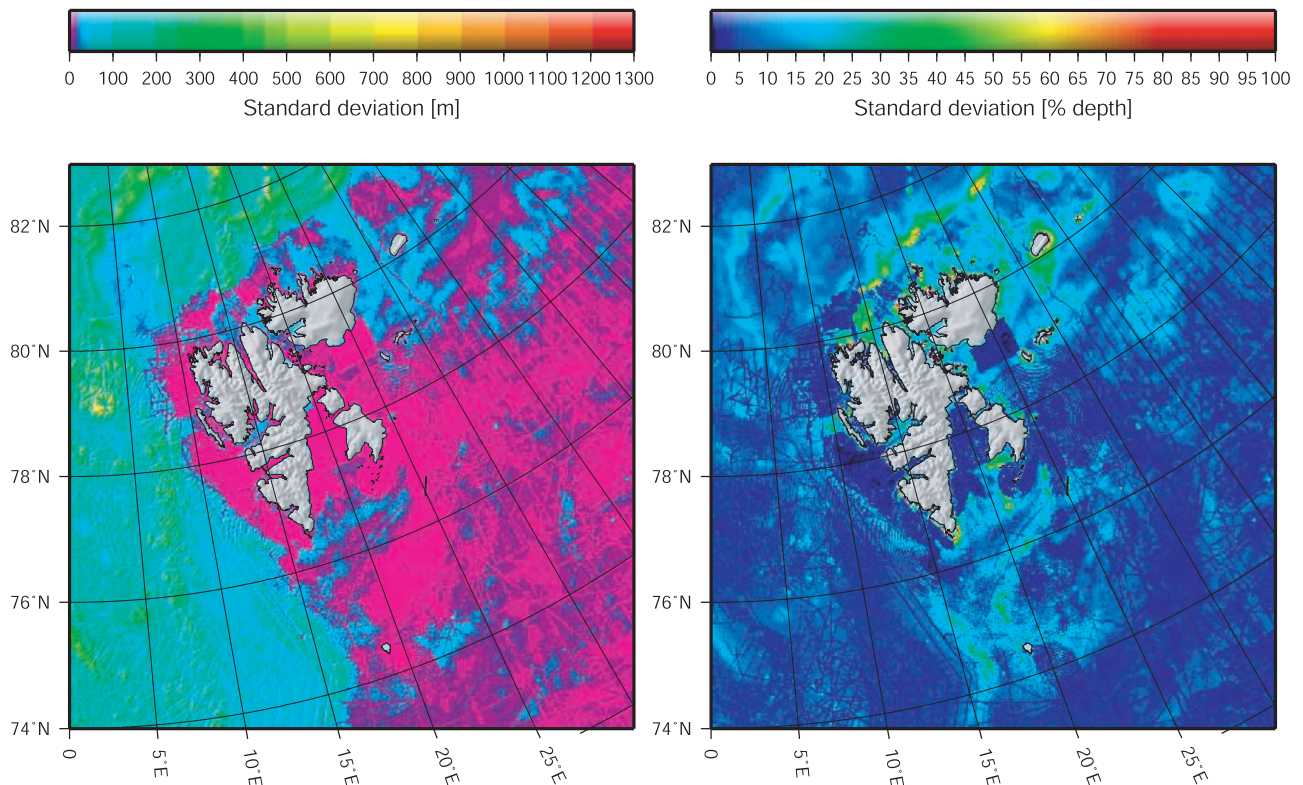 0 100 200 300 400 500 600 700 800 900 1000 1100 1200 1300
Standard deviation [m]
0 5 10 15 20 25 30 35 40 45 50 55 60 65 70 75 80 85 90 95 100
Standard deviation [% depth]
82°N
80°N
78°N
76°N
74°N
0 5°E 10°E 15°E 20°E 25°E
82°N
80°N
78°N
76°N
74°N
0 5°E 10°E 15°E 20°E 25°E